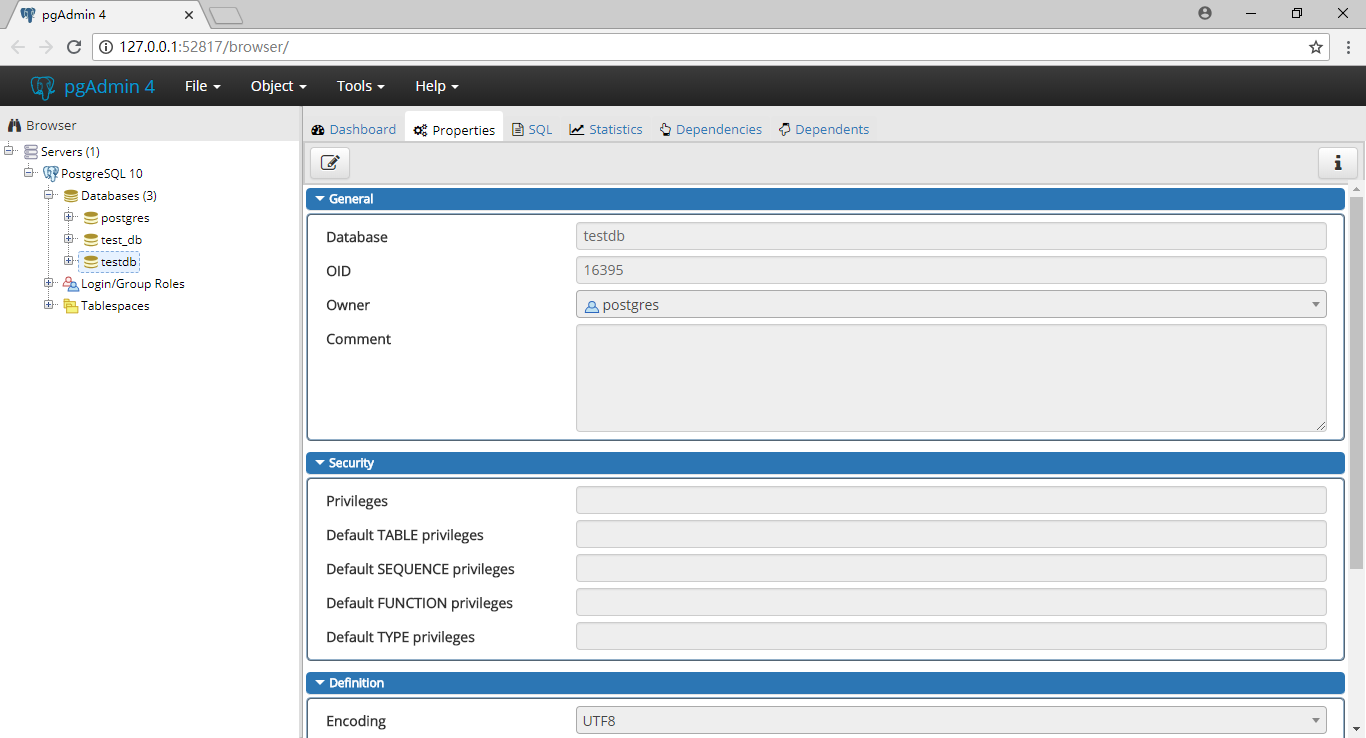 pgAdmin 4
127.0.0.1:52817/browser/
pgAdmin 4 File Object Tools Help
Browser
Servers (1)
PostgreSQL 10
Databases (3)
postgres
test_db
testdb
Login/Group Roles
Tablespaces
Dashboard Properties SQL Statistics Dependencies Dependents
General
Database testdb
OID 16395
Owner postgres
Comment
Security
Privileges
Default TABLE privileges
Default SEQUENCE privileges
Default FUNCTION privileges
Default TYPE privileges
Definition
Encoding UTF8